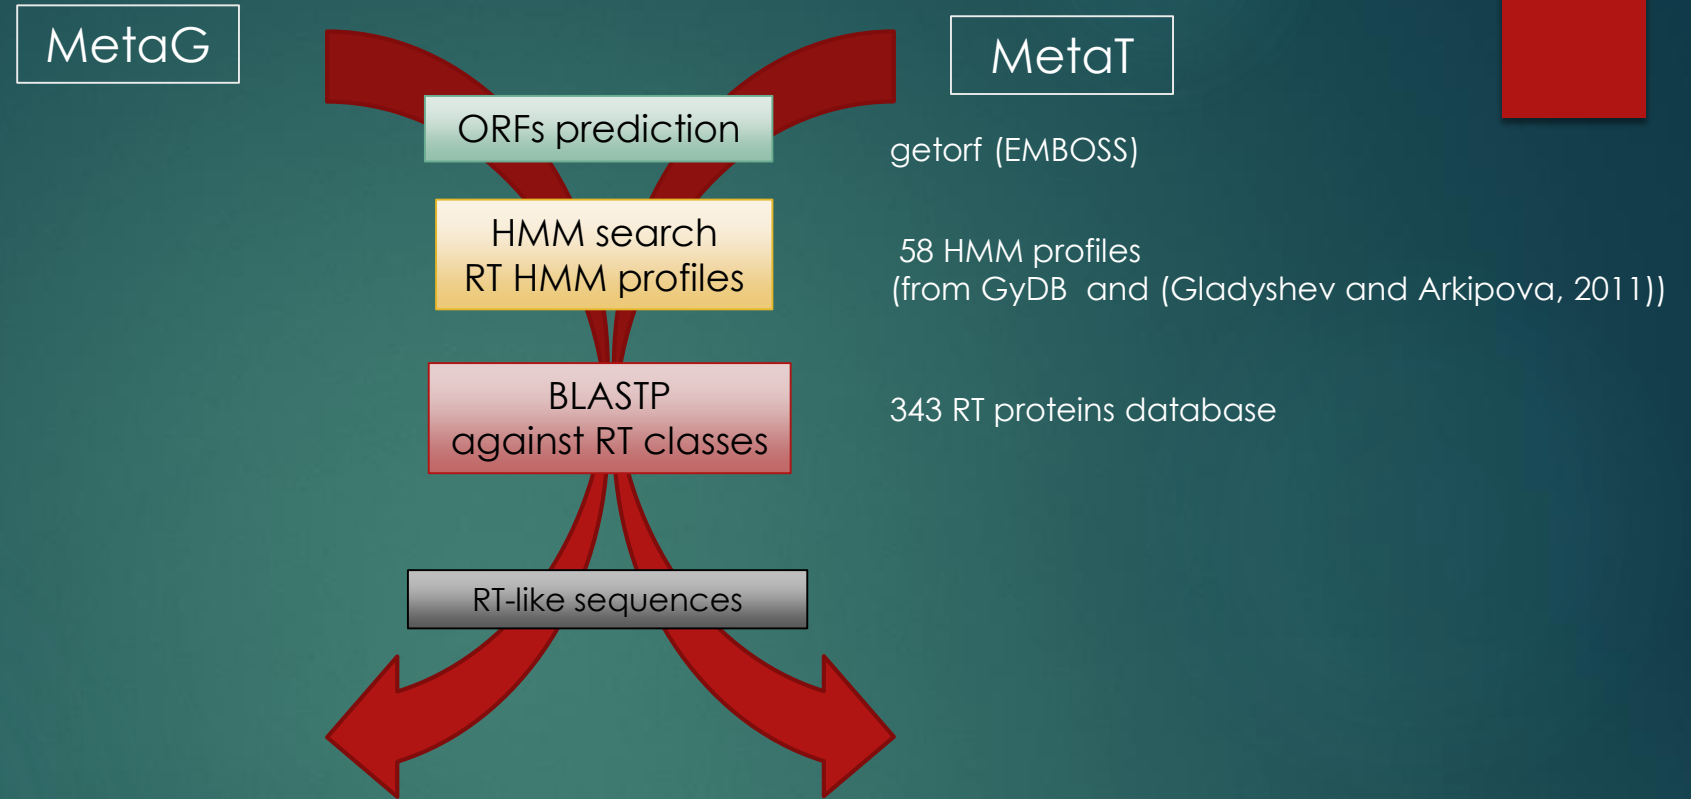 MetaG
MetaT
ORFs prediction
getorf (EMBOSS)
HMM search
RT HMM profiles
58 HMM profiles
(from GyDB and (Gladyshev and Arkipova, 2011))
BLASTP
against RT classes
343 RT proteins database
RT-like sequences